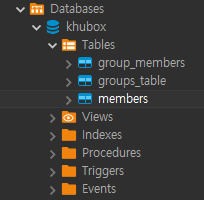 Databases
khubox
Tables
group_members
groups_table
members
Views
Indexes
Procedures
Triggers
Events